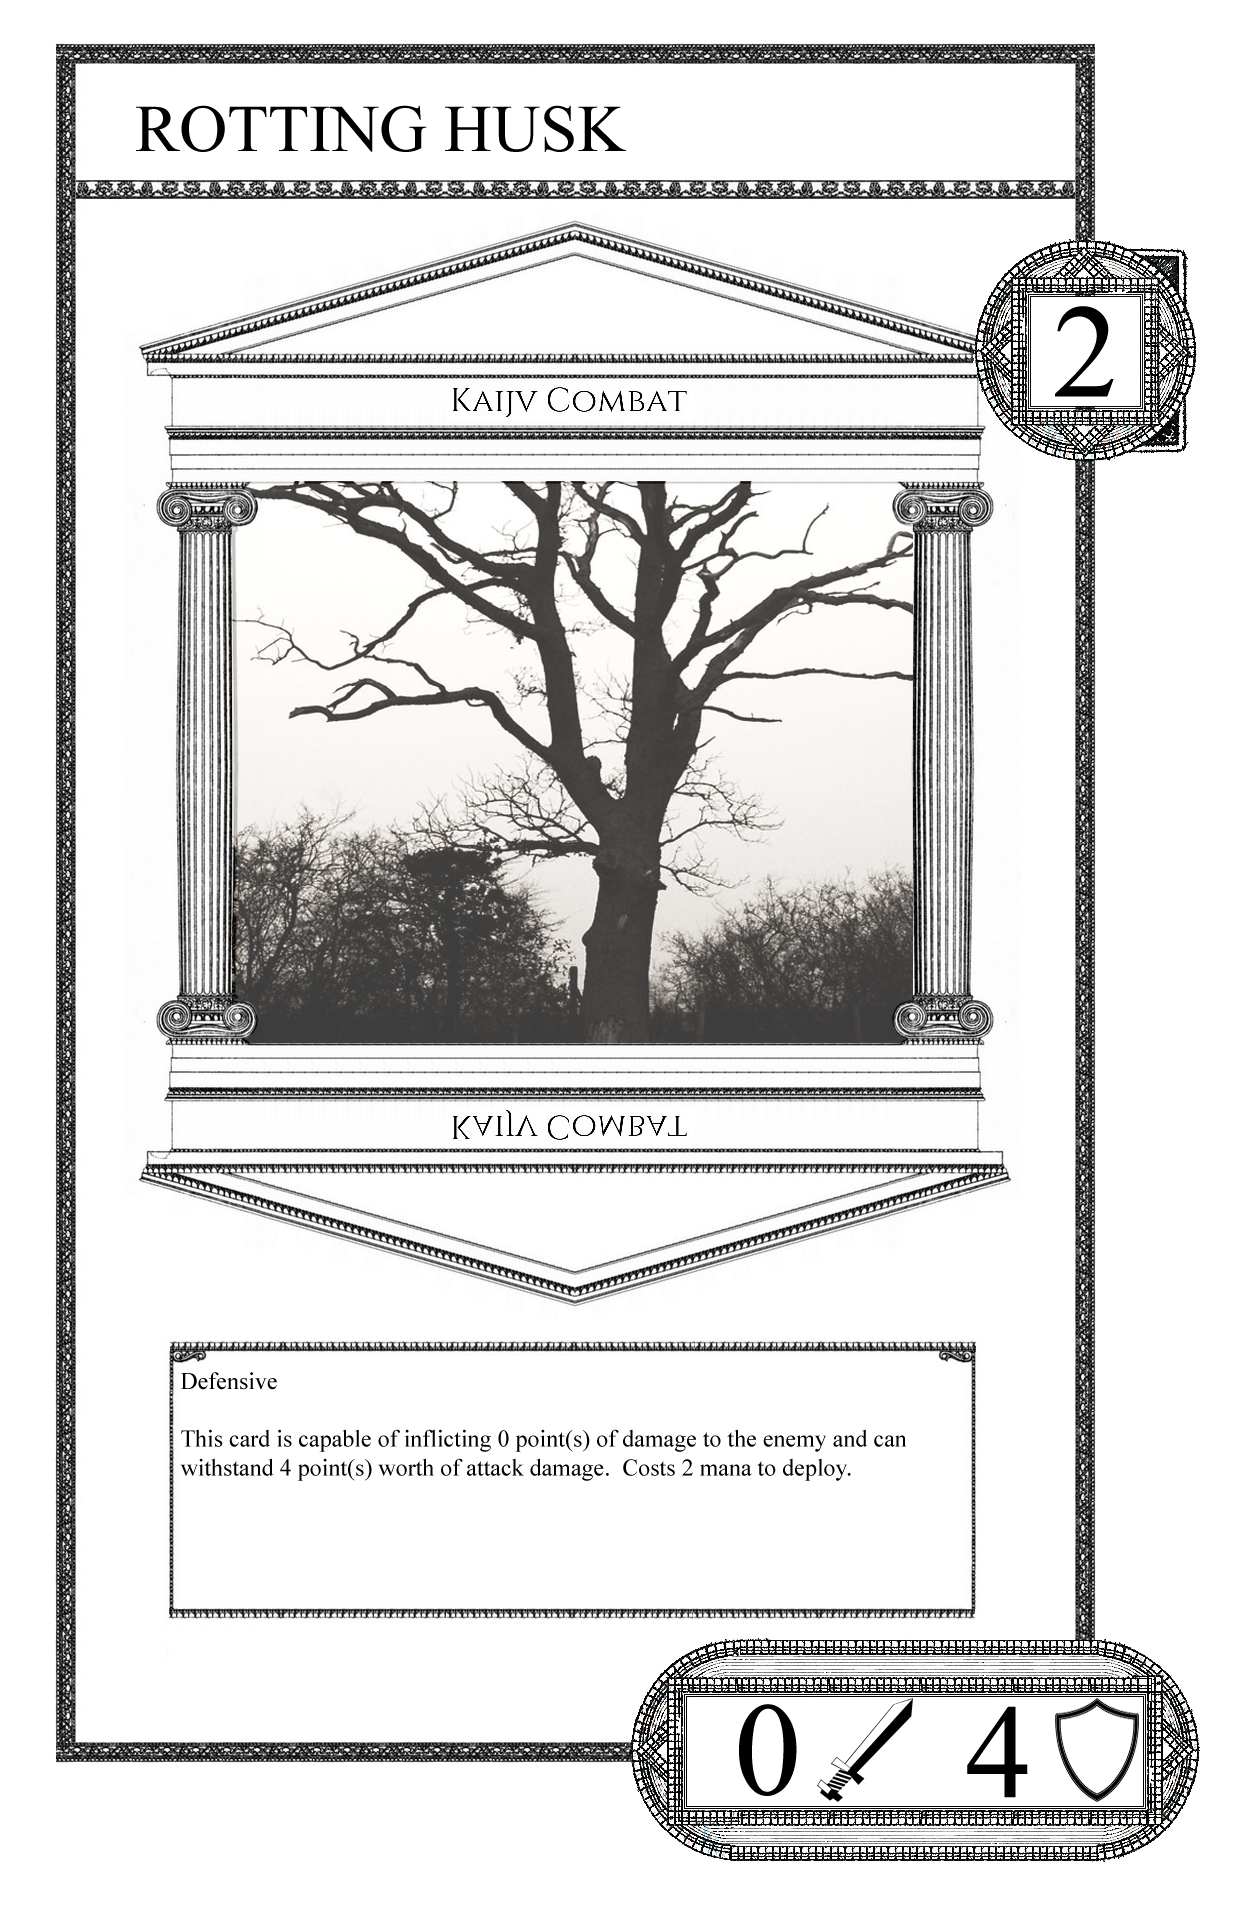 ROTTING HUSK
2
KAIJV COMBAT
KAIJV COMBAT
Defensive
This card is capable of inflicting 0 point(s) of damage to the enemy and can
withstand 4 point(s) worth of attack damage.  Costs 2 mana to deploy.
0 4